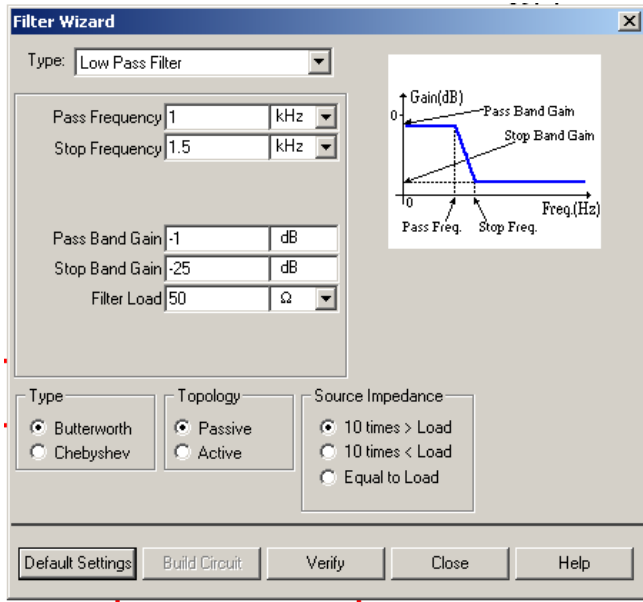 Filter Wizard
Type: Low Pass Filter
Pass Frequency 1 kHz
Stop Frequency 1.5 kHz
Pass Band Gain -1 dB
Stop Band Gain -25 dB
Filter Load 50 Ω
Gain(dB)
0
Pass Band Gain
Stop Band Gain
0
Freq.(Hz)
Pass Freq. Stop Freq.
Type
Butterworth
Chebyshev
Topology
Passive
Active
Source Impedance
10 times > Load
10 times < Load
Equal to Load
Default Settings Build Circuit Verify Close Help